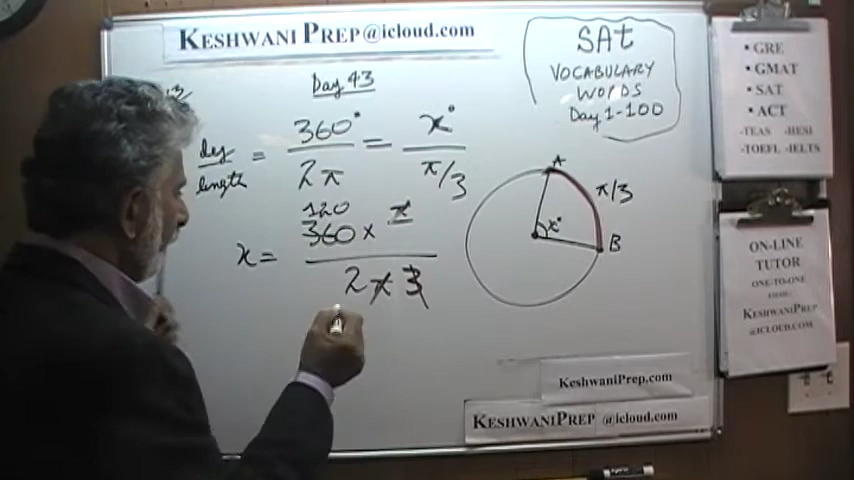 KESHWANI PREP@icloud.com
Day 43
deg/length = 360°/2π = x°/π/3
120
x = 360 × π
2π 3
SAt
VOCABULARY
WORDS
Day 1-100
A
π/3
x°
B
• GRE
• GMAT
• SAT
• ACT
-TEAS -HESI
-TOEFL -IELTS
ON-LINE
TUTOR
ONE-TO-ONE
KESHWANIPREP
@ICLOUD.COM
KESHWANIPREP.COM
KESHWANIPREP @icloud.com